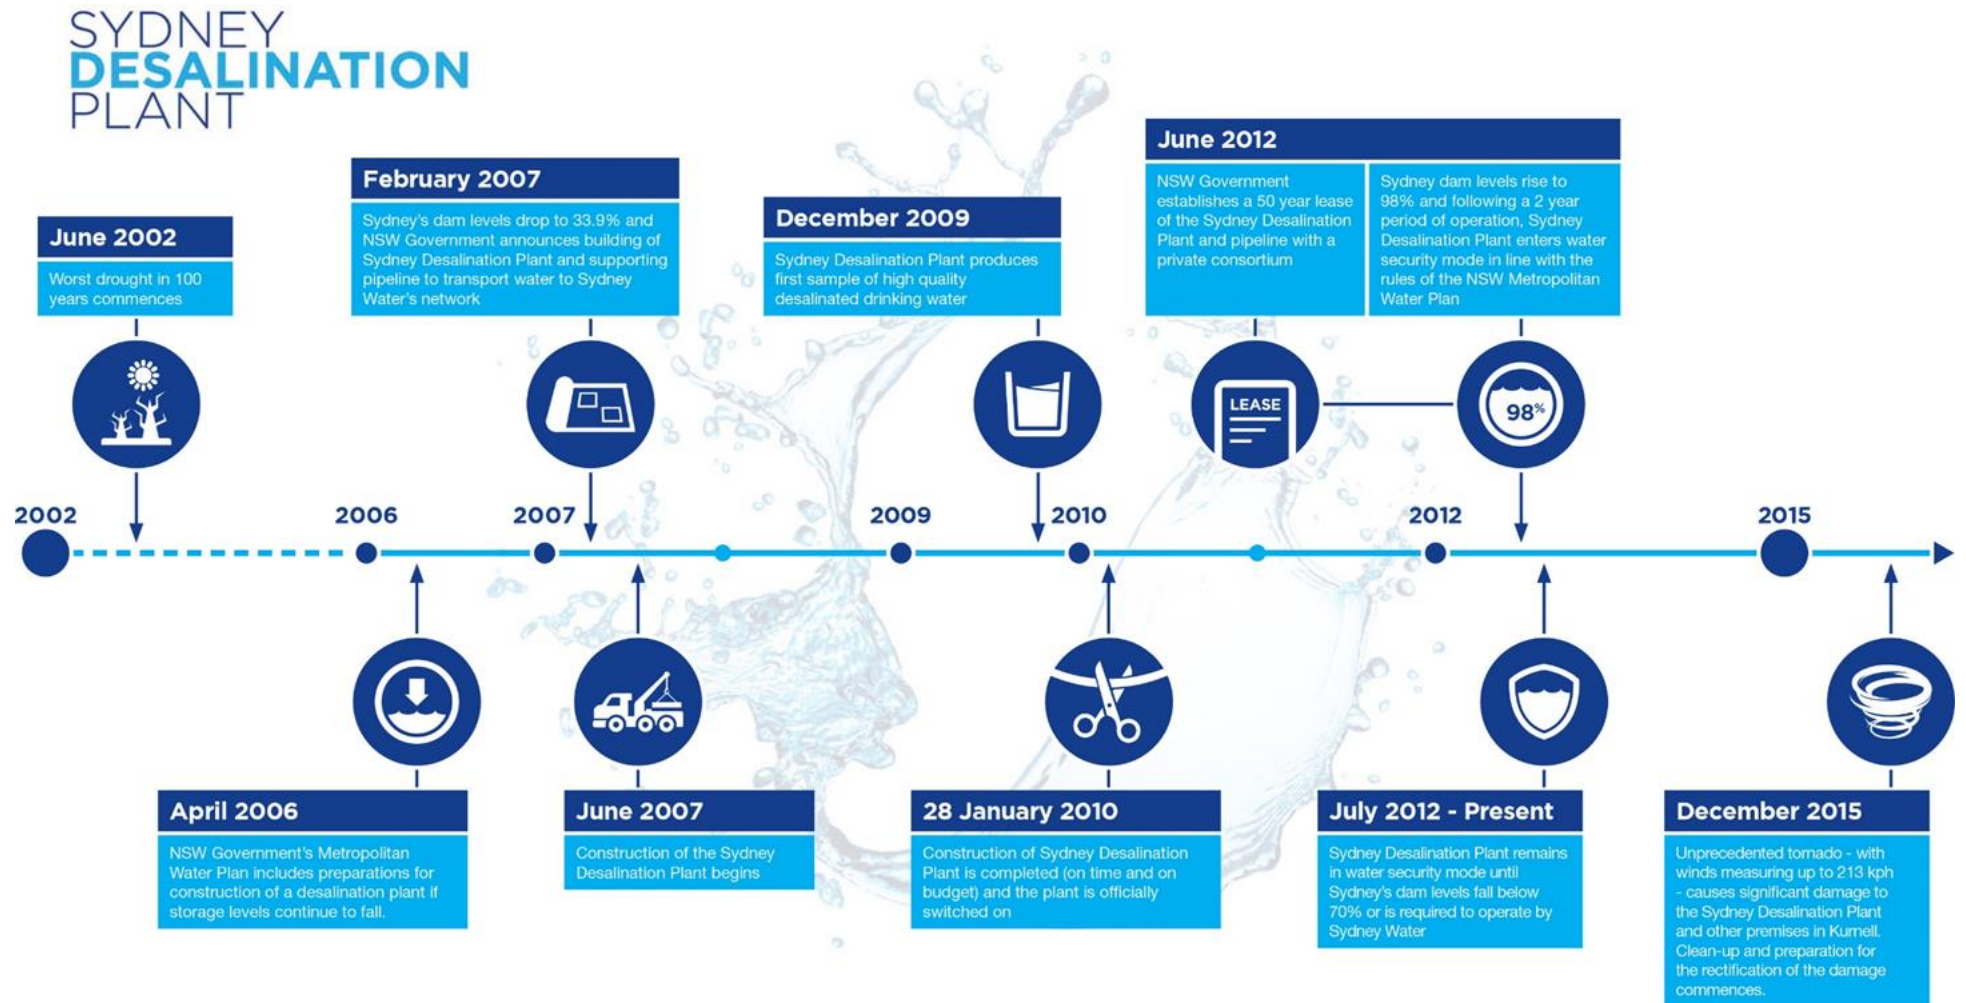 SYDNEY
DESALINATION
PLANT
June 2002
Worst drought in 100
years commences
February 2007
Sydney's dam levels drop to 33.9% and
NSW Government announces building of
Sydney Desalination Plant and supporting
pipeline to transport water to Sydney
Water's network
December 2009
Sydney Desalination Plant produces
first sample of high quality
desalinated drinking water
June 2012
NSW Government
establishes a 50 year lease
of the Sydney Desalination
Plant and pipeline with a
private consortium
Sydney dam levels rise to
98% and following a 2 year
period of operation, Sydney
Desalination Plant enters water
security mode in line with the
rules of the NSW Metropolitan
Water Plan
LEASE
98%
2002
2006
2007
2009
2010
2012
2015
April 2006
NSW Government's Metropolitan
Water Plan includes preparations for
construction of a desalination plant if
storage levels continue to fall.
June 2007
Construction of the Sydney
Desalination Plant begins
28 January 2010
Construction of Sydney Desalination
Plant is completed (on time and on
budget) and the plant is officially
switched on
July 2012 - Present
Sydney Desalination Plant remains
in water security mode until
Sydney's dam levels fall below
70% or is required to operate by
Sydney Water
December 2015
Unprecedented tornado - with
winds measuring up to 213 kph
- causes significant damage to
the Sydney Desalination Plant
and other premises in Kurnell.
Clean-up and preparation for
the rectification of the damage
commences.